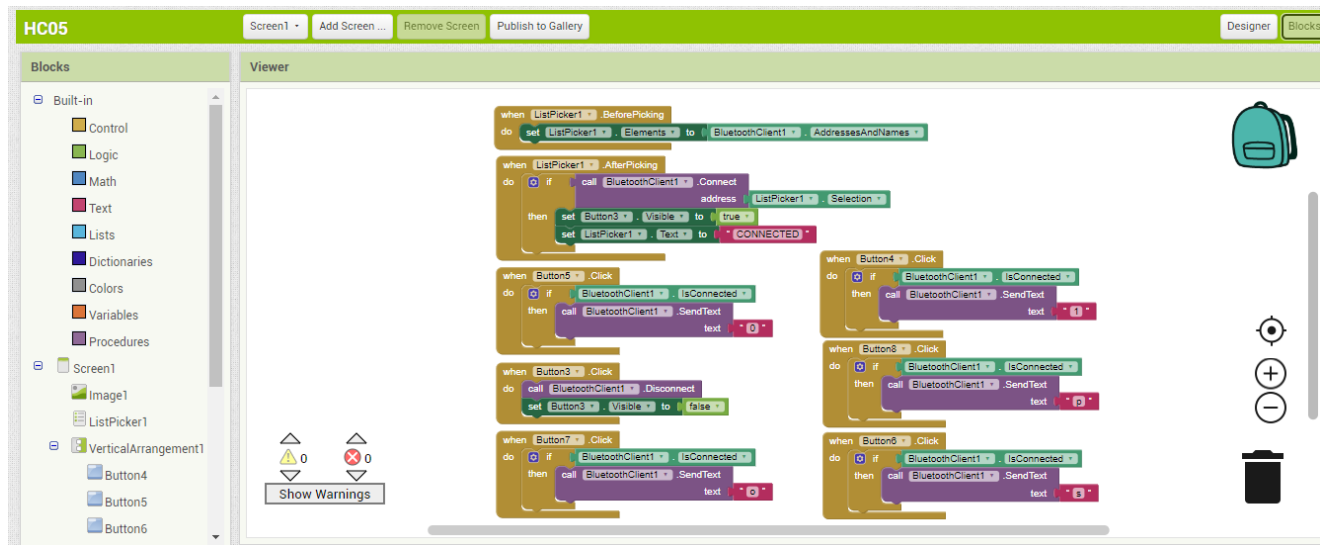 HC05 Screen1 Add Screen ... Remove Screen Publish to Gallery Designer Blocks
Blocks
Viewer
Built-in
Control
Logic
Math
Text
Lists
Dictionaries
Colors
Variables
Procedures
Screen1
Image1
ListPicker1
VerticalArrangement1
Button4
Button5
Button6
when ListPicker1 .BeforePicking
do set ListPicker1 . Elements to BluetoothClient1 . AddressesAndNames
when ListPicker1 .AfterPicking
do if call BluetoothClient1 .Connect
address ListPicker1 . Selection
then set Button3 . Visible to true
set ListPicker1 . Text to " CONNECTED "
when Button5 .Click
do if BluetoothClient1 . IsConnected
then call BluetoothClient1 .SendText
text " 0 "
when Button3 .Click
do call BluetoothClient1 .Disconnect
set Button3 . Visible to false
when Button7 .Click
do if BluetoothClient1 . IsConnected
then call BluetoothClient1 .SendText
text " o "
when Button4 .Click
do if BluetoothClient1 . IsConnected
then call BluetoothClient1 .SendText
text " 1 "
when Button8 .Click
do if BluetoothClient1 . IsConnected
then call BluetoothClient1 .SendText
text " p "
when Button6 .Click
do if BluetoothClient1 . IsConnected
then call BluetoothClient1 .SendText
text " s "
0 0
Show Warnings